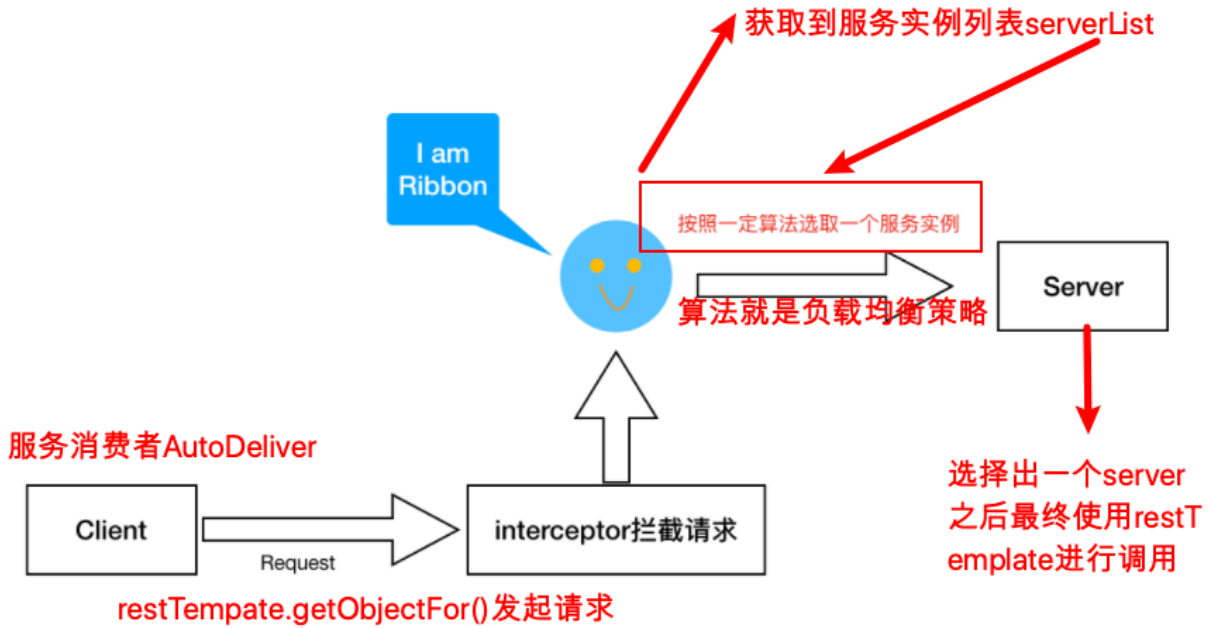 获取到服务实例列表serverList
I am
Ribbon
按照一定算法选取一个服务实例
Server
算法就是负载均衡策略
服务消费者AutoDeliver
选择出一个server
之后最终使用restT
emplate进行调用
Client
interceptor拦截请求
Request
restTempate.getObjectFor()发起请求